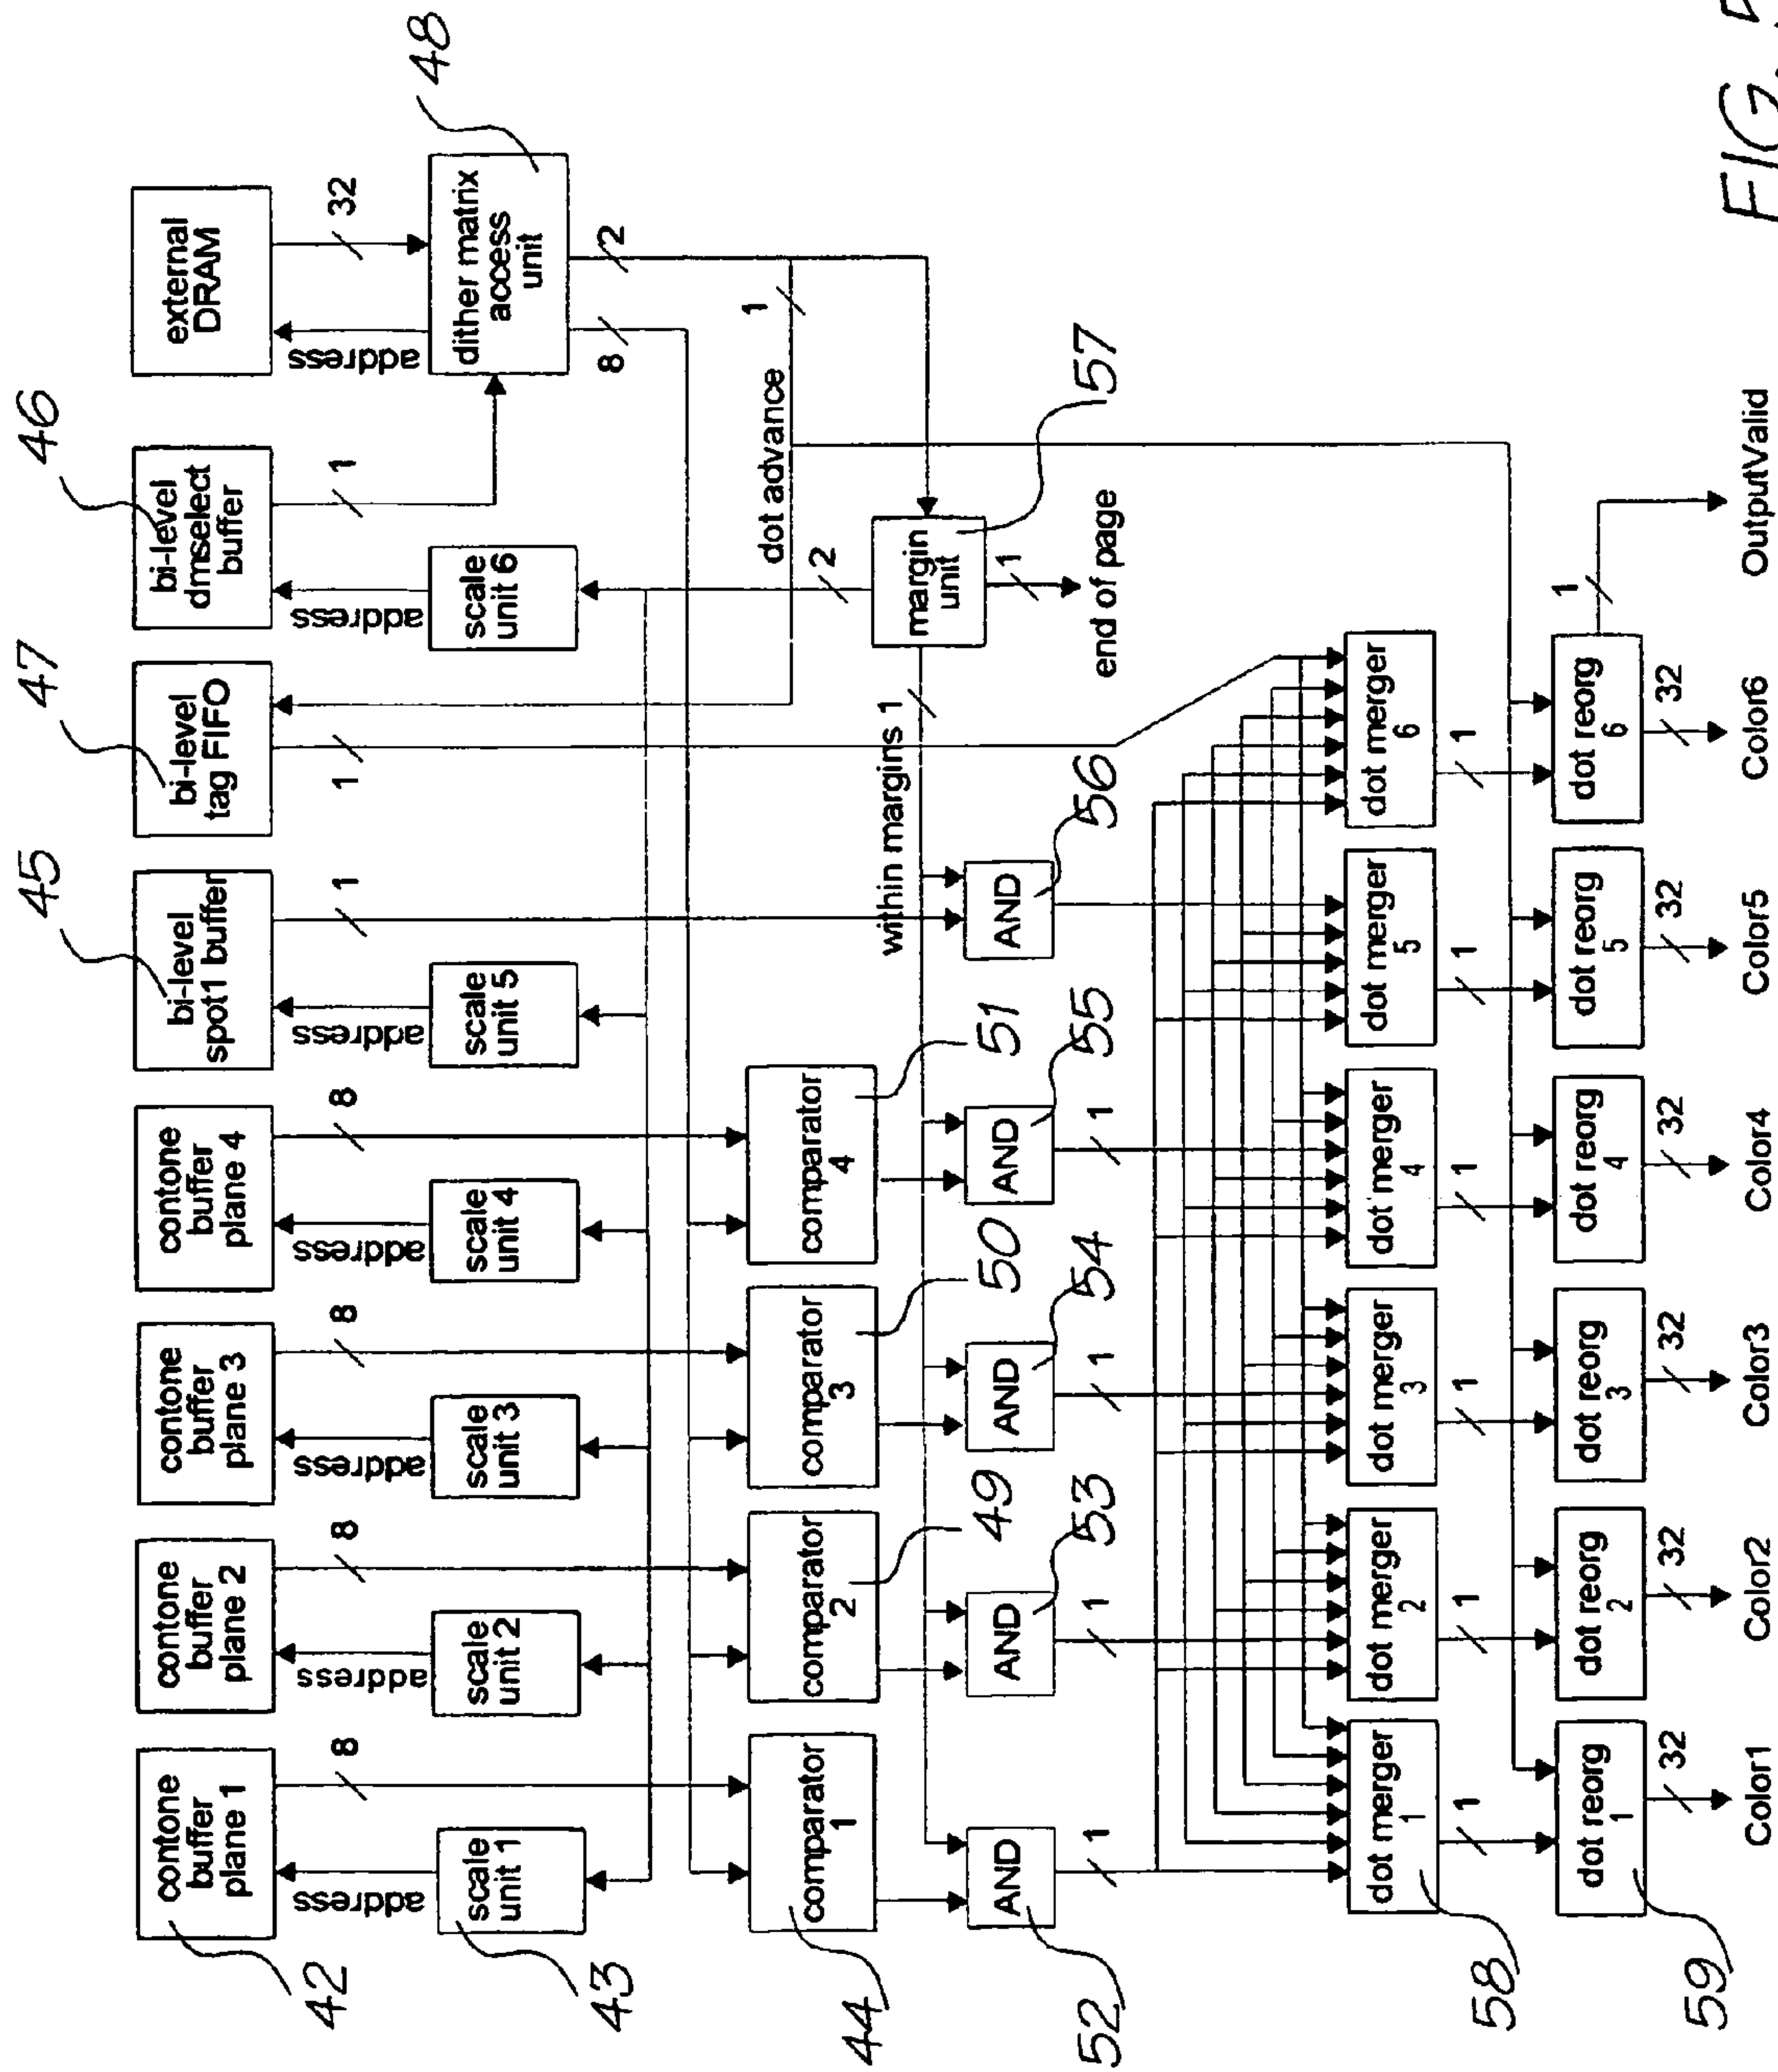 42
contone
buffer
plane 1
contone
buffer
plane 2
contone
buffer
plane 3
contone
buffer
plane 4
45
bi-level
spot1 buffer
47
bi-level
tag FIFO
46
bi-level
dmselect
buffer
external
DRAM
address
8
address
8
address
8
address
8
1
address
1
address
1
address
32
43
scale
unit 1
scale
unit 2
scale
unit 3
scale
unit 4
scale
unit 5
scale
unit 6
dither matrix
access
unit
48
8
2
1
dot advance
2
44
comparator
1
comparator
2
49
comparator
3
50
comparator
4
51
within margins 1
margin
unit
57
1
end of page
52
AND
AND
53
AND
54
AND
55
AND
56
1
1
1
1
58
dot merger
1
dot merger
2
dot merger
3
dot merger
4
dot merger
5
dot merger
6
1
1
1
1
1
1
59
dot reorg
1
dot reorg
2
dot reorg
3
dot reorg
4
dot reorg
5
dot reorg
6
1
32
32
32
32
32
32
Color1
Color2
Color3
Color4
Color5
Color6
OutputValid
FIG.